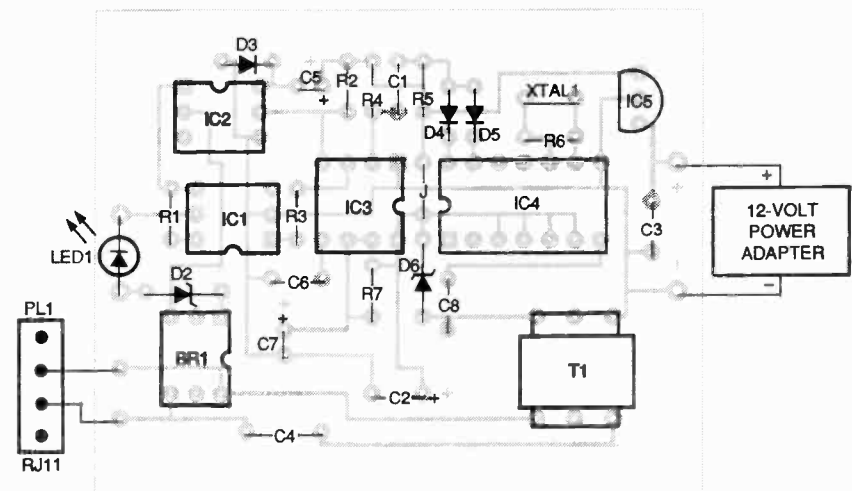 D3
C5
+
R2
R4
C1
R5
XTAL1
IC5
IC2
D4
D5
R6
+
R1
IC1
R3
IC3
J
IC4
C3
12-VOLT
POWER
ADAPTER
LED1
D2
C6
D6
R7
C8
−
PL1
BR1
+
C7
C2
+
T1
C4
RJ11